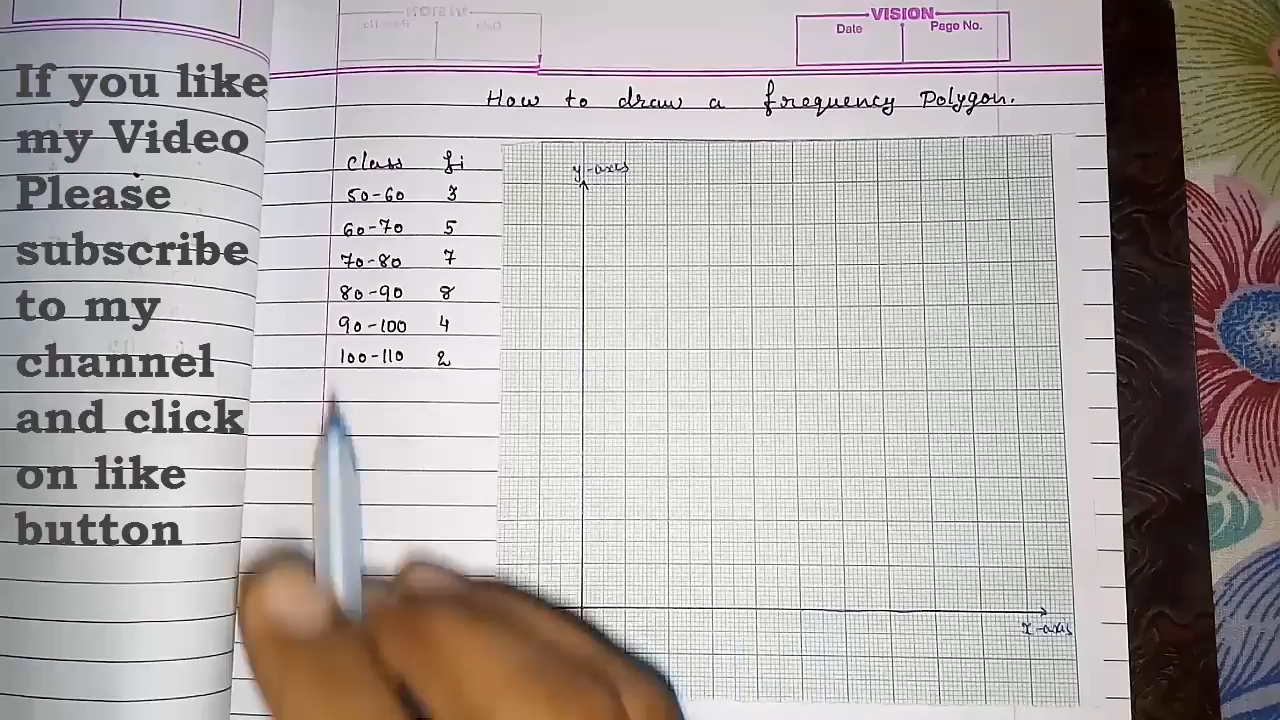 If you like
my Video
Please
subscribe
to my
channel
and click
on like
button
VISION
Date
Page No.
How to draw a frequency Polygon.
class fi
50-60 3
60-70 5
70-80 7
80-90 8
90-100 4
100-110 2
y-axis
x-axis